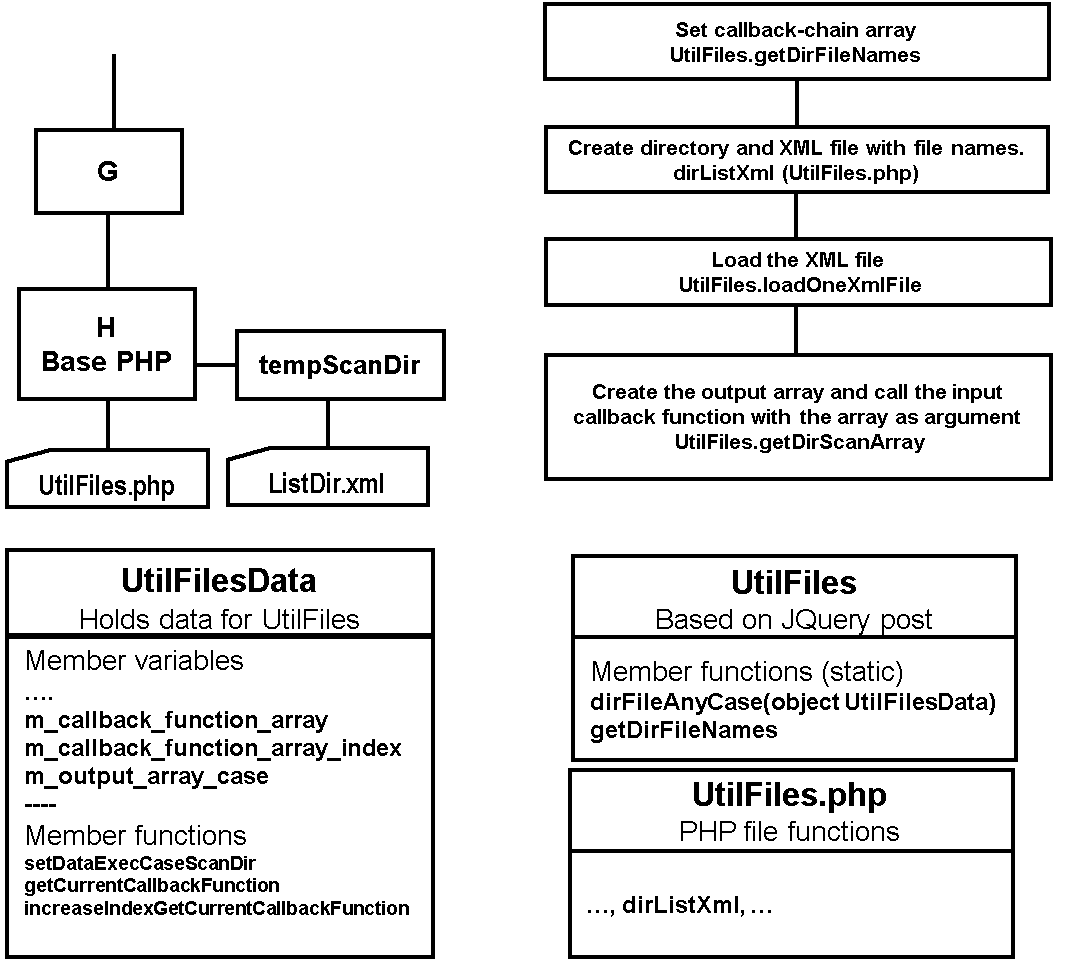 G
H
Base PHP
tempScanDir
UtilFiles.php
ListDir.xml
Set callback-chain array
UtilFiles.getDirFileNames
Create directory and XML file with file names.
dirListXml (UtilFiles.php)
Load the XML file
UtilFiles.loadOneXmlFile
Create the output array and call the input
callback function with the array as argument
UtilFiles.getDirScanArray
UtilFilesData
Holds data for UtilFiles
Member variables
....
m_callback_function_array
m_callback_function_array_index
m_output_array_case
----
Member functions
setDataExecCaseScanDir
getCurrentCallbackFunction
increaseIndexGetCurrentCallbackFunction
UtilFiles
Based on JQuery post
Member functions (static)
dirFileAnyCase(object UtilFilesData)
getDirFileNames
UtilFiles.php
PHP file functions
…, dirListXml, …